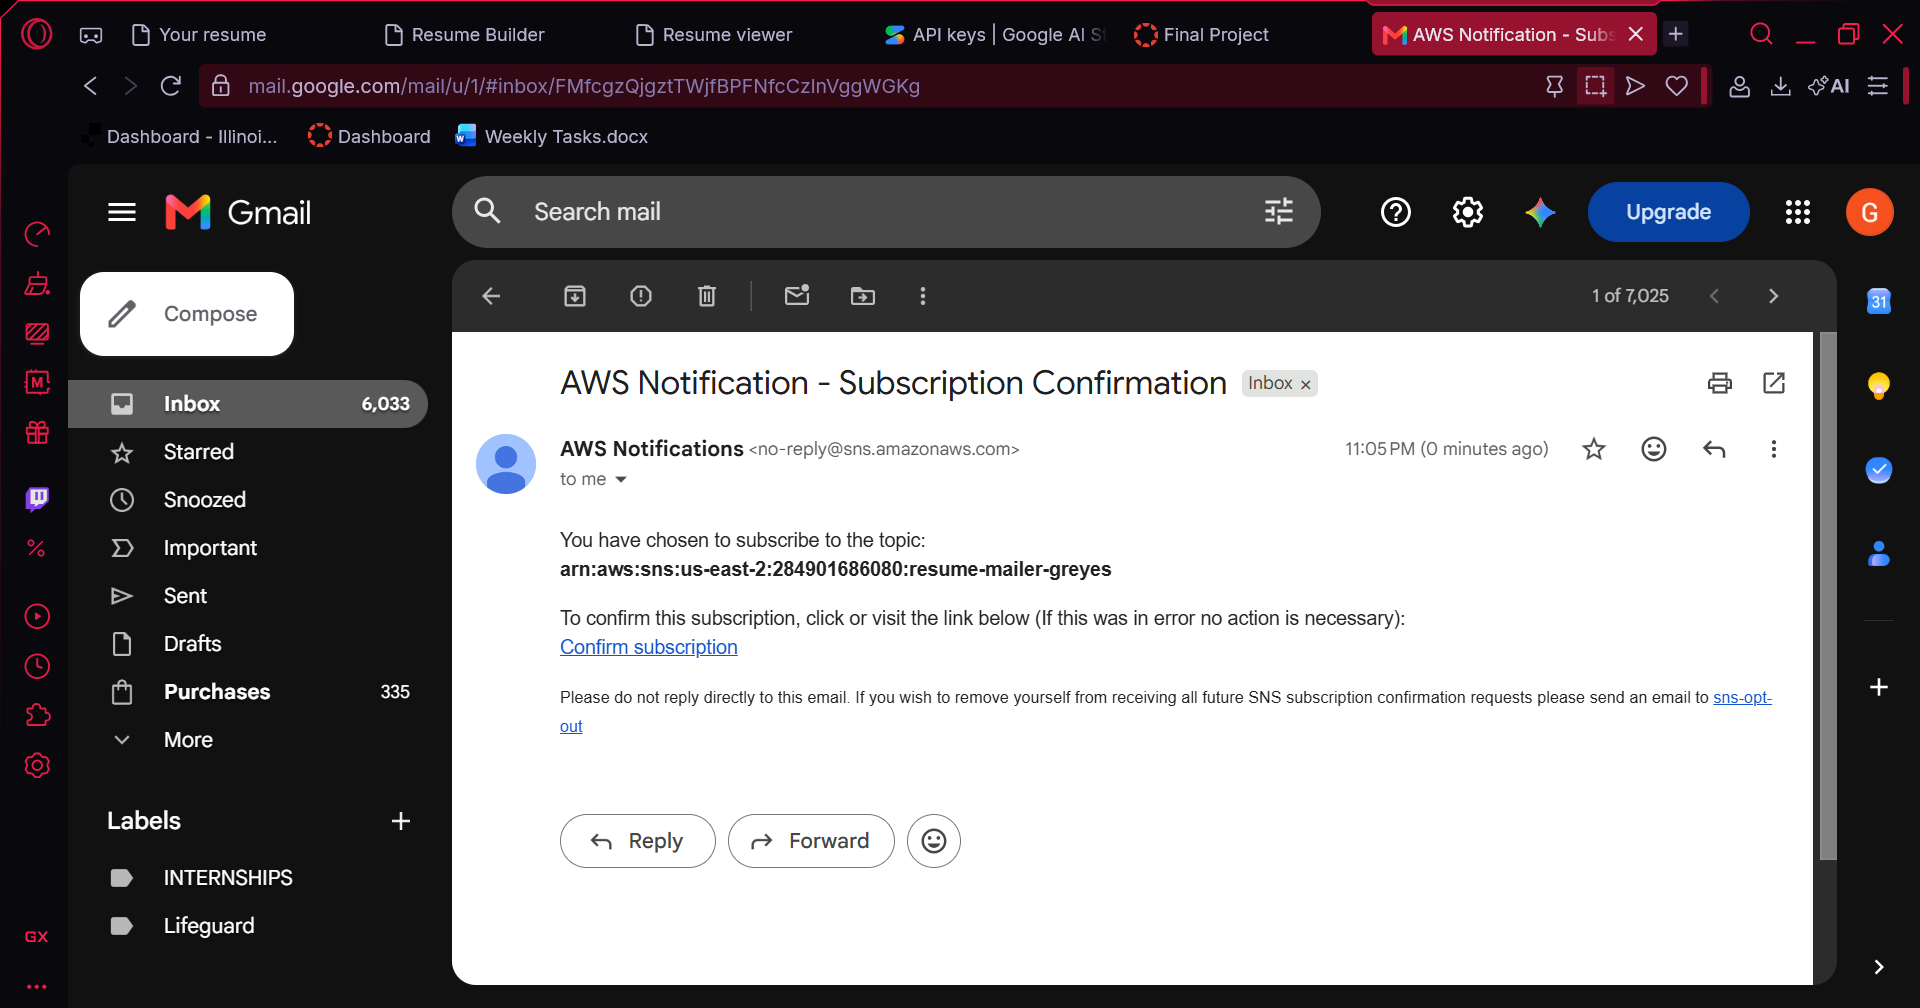 Your resume
Resume Builder
Resume viewer
API keys | Google AI St
Final Project
AWS Notification - Subs
mail.google.com/mail/u/1/#inbox/FMfcgzQjgztTWjfBPFNfcCzlnVggWGKg
AI
Dashboard - Illinoi...
Dashboard
Weekly Tasks.docx
Gmail
Search mail
Upgrade
G
Compose
1 of 7,025
31
Inbox 6,033
Starred
Snoozed
Important
Sent
Drafts
Purchases 335
More
Labels
INTERNSHIPS
Lifeguard
GX
M
W
AWS Notification - Subscription Confirmation
Inbox x
AWS Notifications <no-reply@sns.amazonaws.com>
11:05 PM (0 minutes ago)
to me
You have chosen to subscribe to the topic:
arn:aws:sns:us-east-2:284901686080:resume-mailer-greyes
To confirm this subscription, click or visit the link below (If this was in error no action is necessary):
Confirm subscription
Please do not reply directly to this email. If you wish to remove yourself from receiving all future SNS subscription confirmation requests please send an email to sns-opt-
out
Reply
Forward